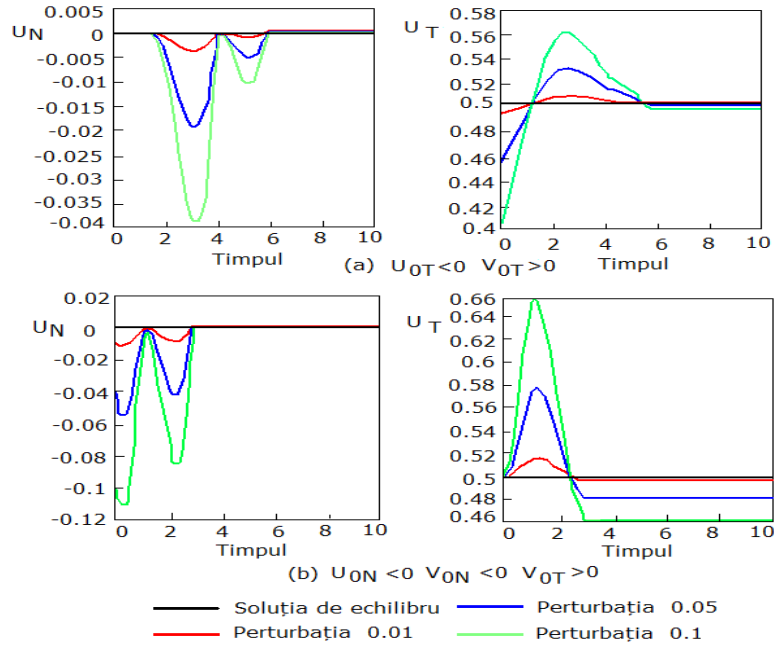 0.005
U_N 0
-0.005
-0.01
-0.015
-0.02
-0.025
-0.03
-0.035
-0.04
0 2 4 6 8 10
Timpul
U_T 0.58
0.56
0.54
0.52
0.5
0.48
0.46
0.44
0.42
0.4
0 2 4 6 8 10
Timpul
(a) U_0T<0 V_0T>0
0.02
U_N 0
-0.02
-0.04
-0.06
-0.08
-0.1
-0.12
0 2 4 6 8 10
Timpul
0.66
U_T 0.64
0.62
0.6
0.58
0.56
0.54
0.52
0.5
0.48
0.46
0 2 4 6 8 10
Timpul
(b) U_0N<0 V_0N<0 V_0T>0
Soluția de echilibru
Perturbația 0.05
Perturbația 0.01
Perturbația 0.1